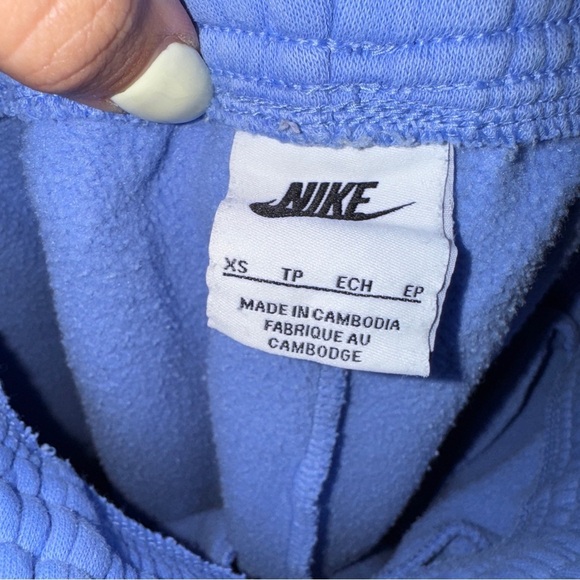 NIKE
XS TP ECH EP
MADE IN CAMBODIA
FABRIQUE AU
CAMBODGE